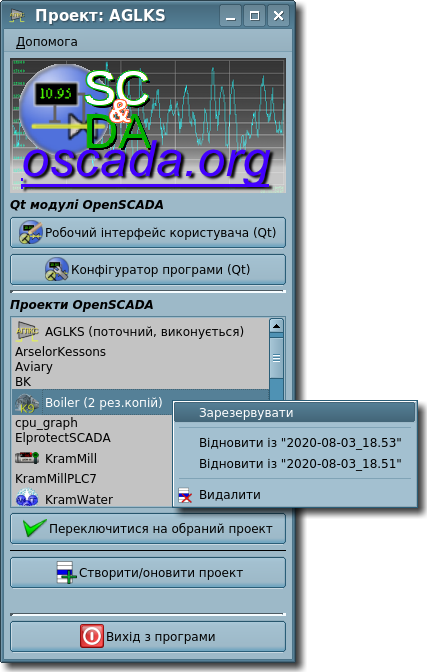 Проект: AGLKS
Допомога
10.95
SC
&
DA
oscada.org
Qt модулі OpenSCADA
Робочий інтерфейс користувача (Qt)
Конфігуратор програми (Qt)
Проекти OpenSCADA
AGLKS (поточний, виконується)
ArselorKessons
Aviary
BK
Boiler (2 рез.копій)
cpu_graph
ElprotectSCADA
KramMill
KramMillPLC7
KramWater
Зарезервувати
Відновити із "2020-08-03_18.53"
Відновити із "2020-08-03_18.51"
Видалити
Переключитися на обраний проект
Створити/оновити проект
Вихід з програми